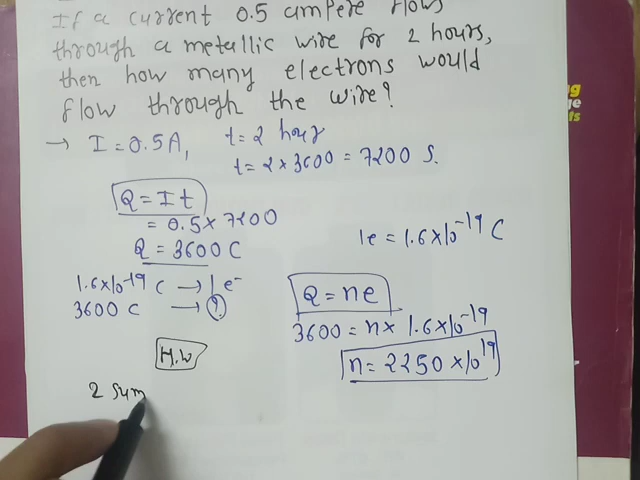 If a current 0.5 ampere flows
through a metallic wire for 2 hours,
then how many electrons would
flow through the wire?
→ I = 0.5A, t = 2 hour
t = 2 × 3600 = 7200 S.
Q = It
= 0.5 × 7200
Q = 3600 C
1e = 1.6×10⁻¹⁹ C
1.6×10⁻¹⁹ C → 1 e⁻
3600 C → ?
Q = ne
3600 = n × 1.6×10⁻¹⁹
n = 2250 × 10¹⁹
H.W
2 Sum